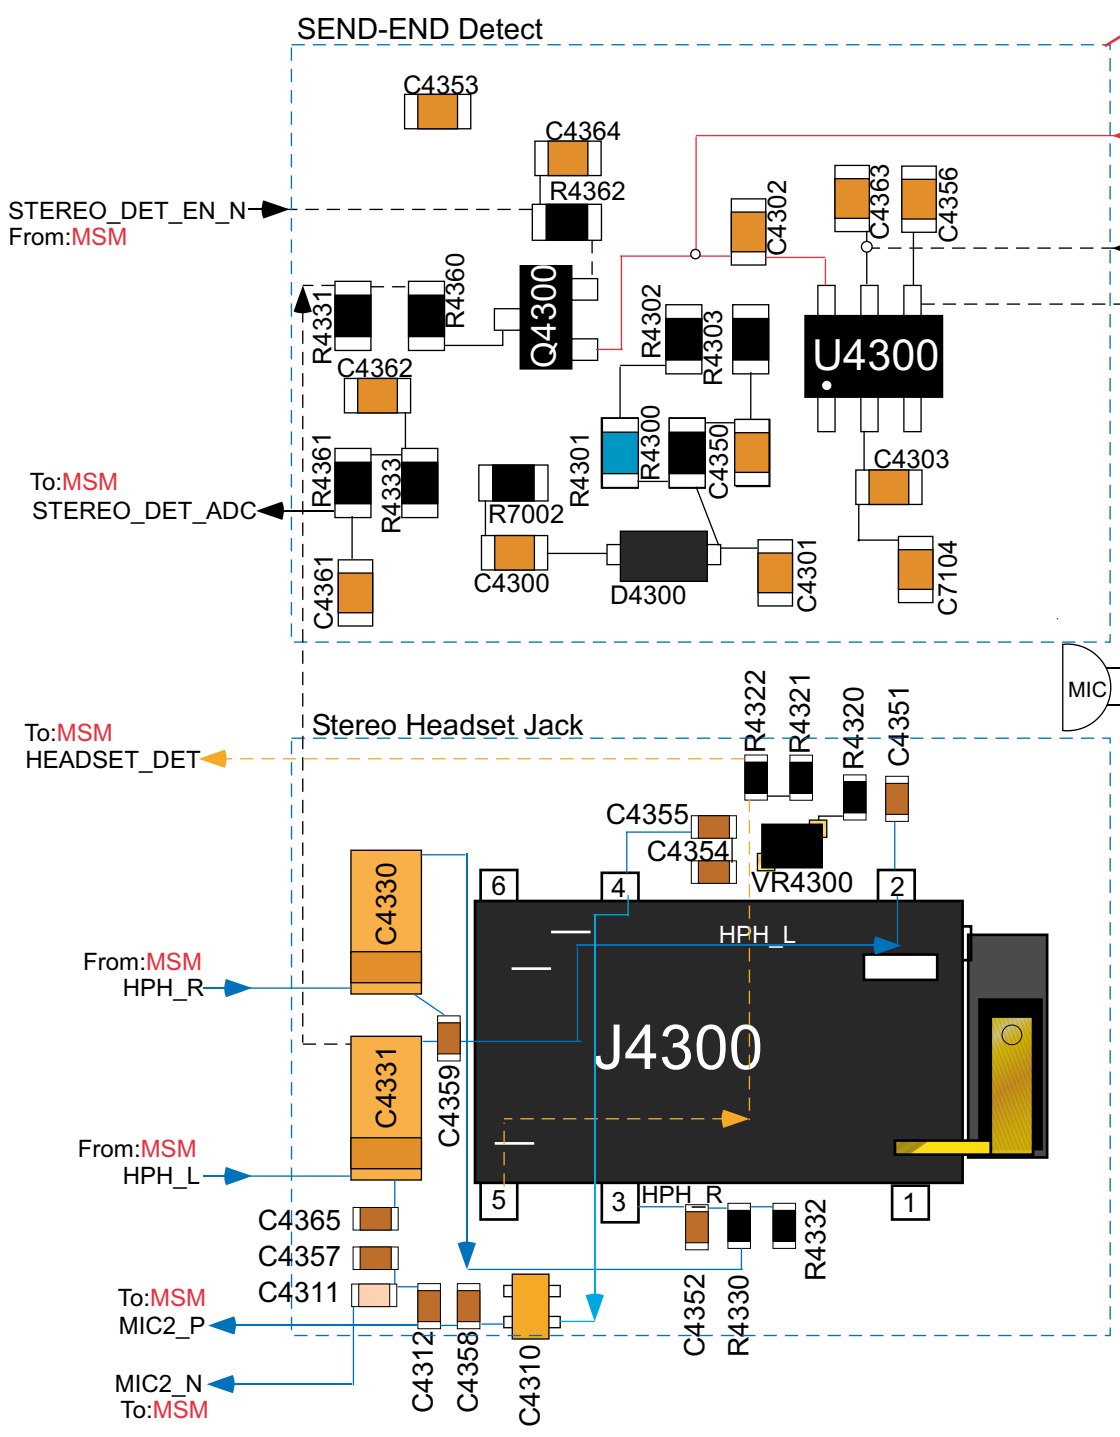 SEND-END Detect
C4353
C4364
R4362
C4302
C4363
C4356
STEREO_DET_EN_N
From:MSM
R4331
R4360
Q4300
R4302
R4303
U4300
C4362
R4301
R4300
C4350
C4303
To:MSM
STEREO_DET_ADC
R4361
R4333
R7002
C4300
D4300
C4301
C7104
C4361
MIC
Stereo Headset Jack
To:MSM
HEADSET_DET
R4322
R4321
R4320
C4351
C4355
C4354
VR4300
C4330
6
4
2
HPH_L
From:MSM
HPH_R
J4300
C4331
C4359
From:MSM
HPH_L
5
3
HPH_R
1
C4365
C4357
C4311
R4332
To:MSM
MIC2_P
C4312
C4358
C4310
C4352
R4330
MIC2_N
To:MSM